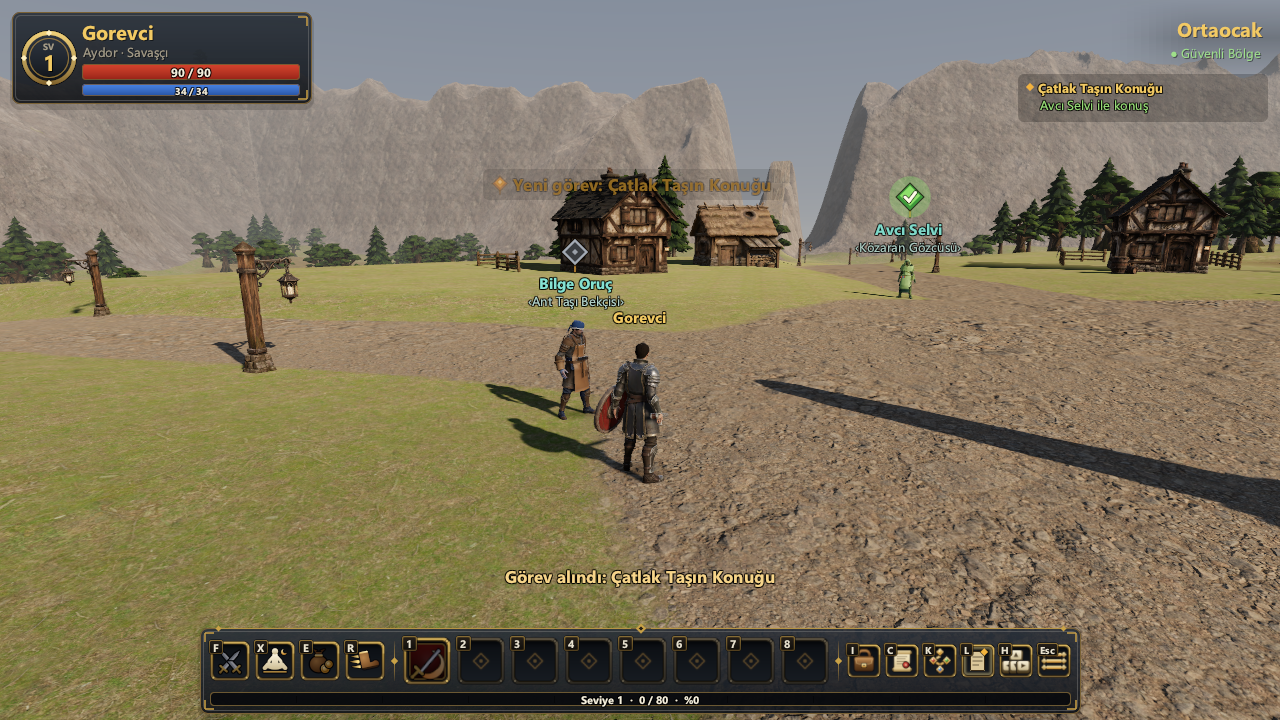 SV
1
Gorevci
Aydor · Savaşçı
90 / 90
34 / 34
Ortaocak
Güvenli Bölge
Çatlak Taşın Konuğu
Avcı Selvi ile konuş
Yeni görev: Çatlak Taşın Konuğu
Avcı Selvi
‹Közaran Gözcüsü›
Bilge Oruç
‹Ant Taşı Bekçisi›
Gorevci
Görev alındı: Çatlak Taşın Konuğu
F X E R 1 2 3 4 5 6 7 8 I C K L H Esc
Seviye 1 · 0 / 80 · %0